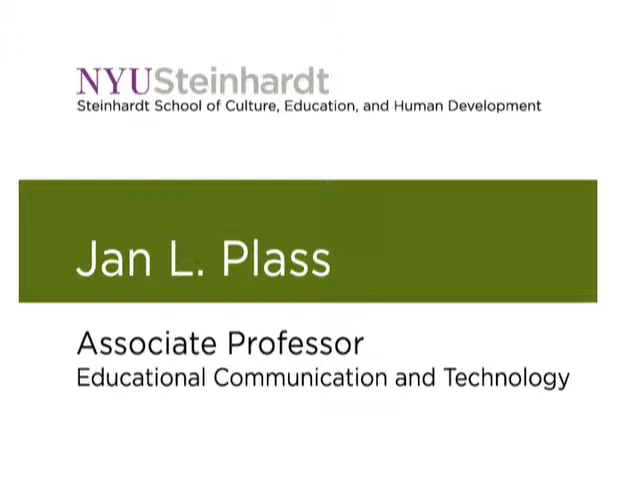 NYUSteinhardt
Steinhardt School of Culture, Education, and Human Development
Jan L. Plass
Associate Professor
Educational Communication and Technology